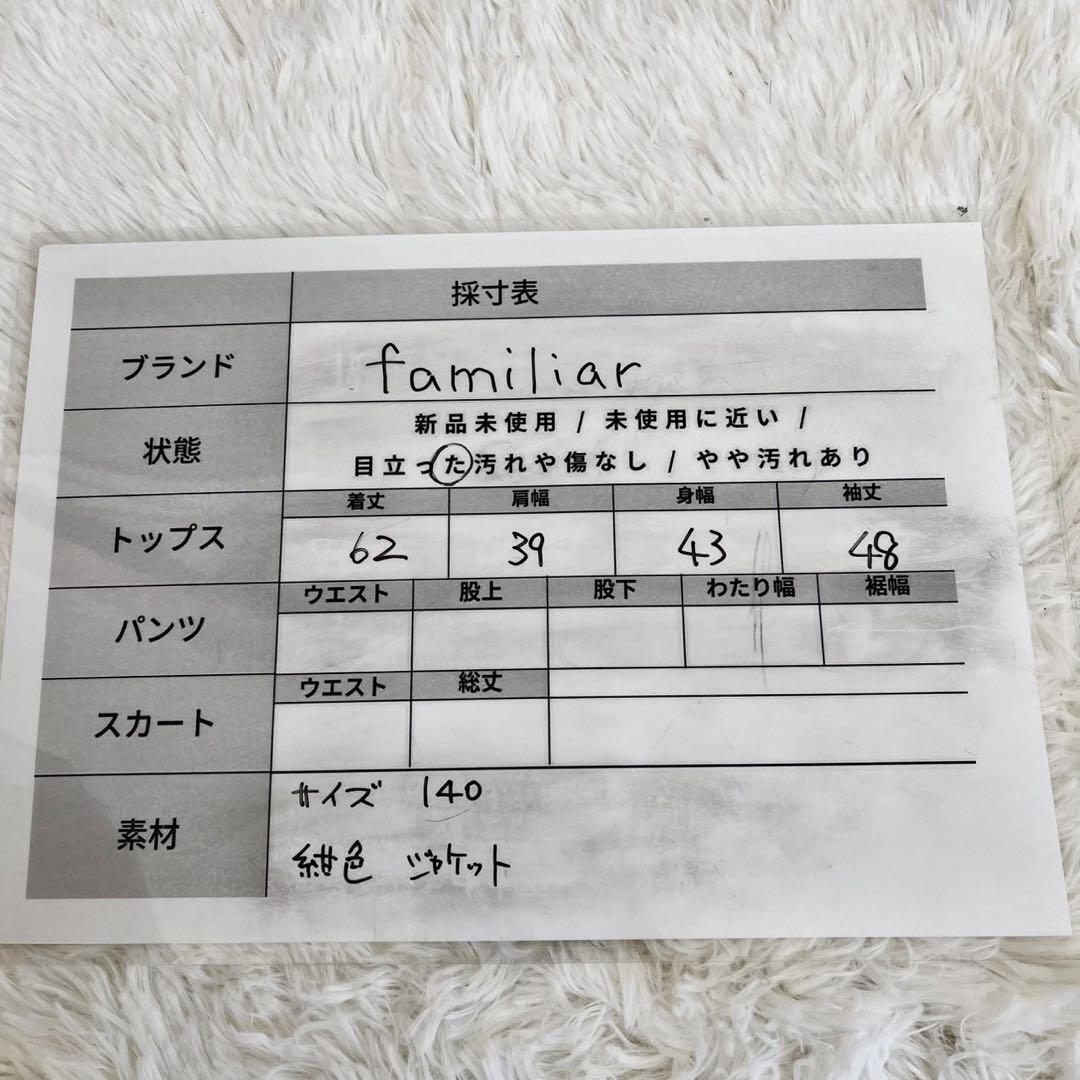 採寸表
ブランド familiar
状態 新品未使用 / 未使用に近い /
目立った汚れや傷なし / やや汚れあり
着丈 肩幅 身幅 袖丈
トップス 62 39 43 48
ウエスト 股上 股下 わたり幅 裾幅
パンツ
ウエスト 総丈
スカート
素材
サイズ 140
紺色 ジャケット